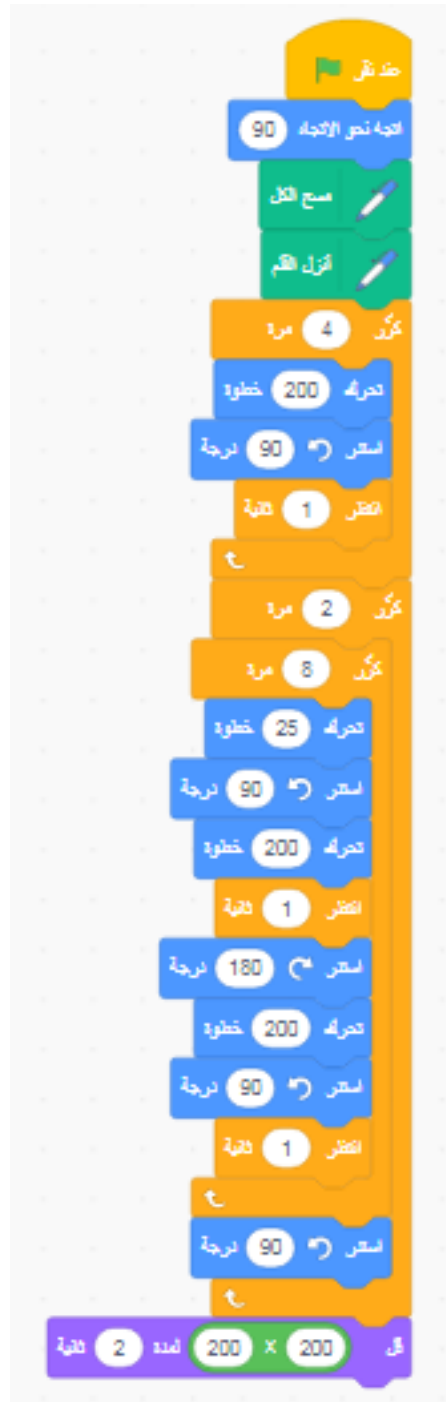 عند نقر
اتجه نحو الاتجاه 90
مسح الكل
أنزل القلم
كرِّر 4 مرة
تحرك 200 خطوة
استدر 90 درجة
انتظر 1 ثانية
كرِّر 2 مرة
كرِّر 8 مرة
تحرك 25 خطوة
استدر 90 درجة
تحرك 200 خطوة
انتظر 1 ثانية
استدر 180 درجة
تحرك 200 خطوة
استدر 90 درجة
انتظر 1 ثانية
استدر 90 درجة
قل 200 × 200 لمدة 2 ثانية